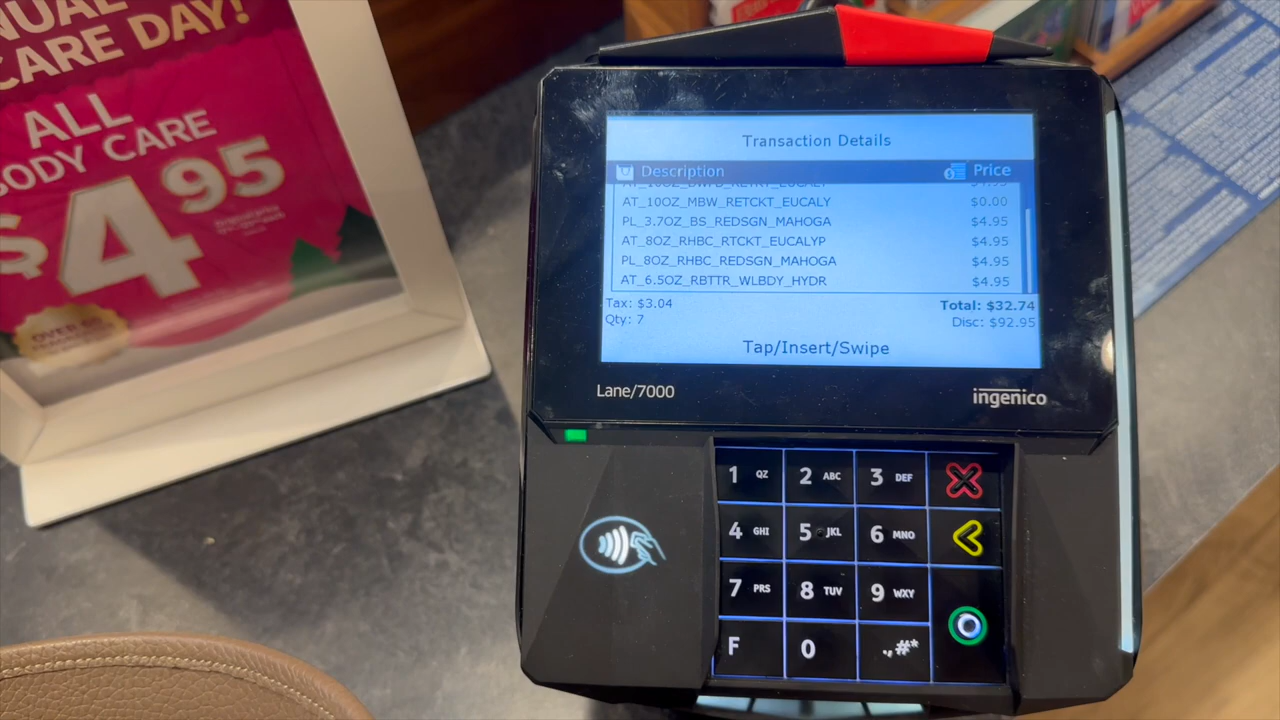 NUAL
CARE DAY!
ALL
BODY CARE
$4.95
Transaction Details
Description Price
AT_10OZ_MBW_RETCKT_EUCALY $0.00
PL_3.7OZ_BS_REDSGN_MAHOGA $4.95
AT_8OZ_RHBC_RTCKT_EUCALYP $4.95
PL_8OZ_RHBC_REDSGN_MAHOGA $4.95
AT_6.5OZ_RBTTR_WLBDY_HYDR $4.95
Tax: $3.04 Total: $32.74
Qty: 7 Disc: $92.95
Tap/Insert/Swipe
Lane/7000 ingenico
1 QZ 2 ABC 3 DEF
4 GHI 5 JKL 6 MNO
7 PRS 8 TUV 9 WXY
F 0 .,#*